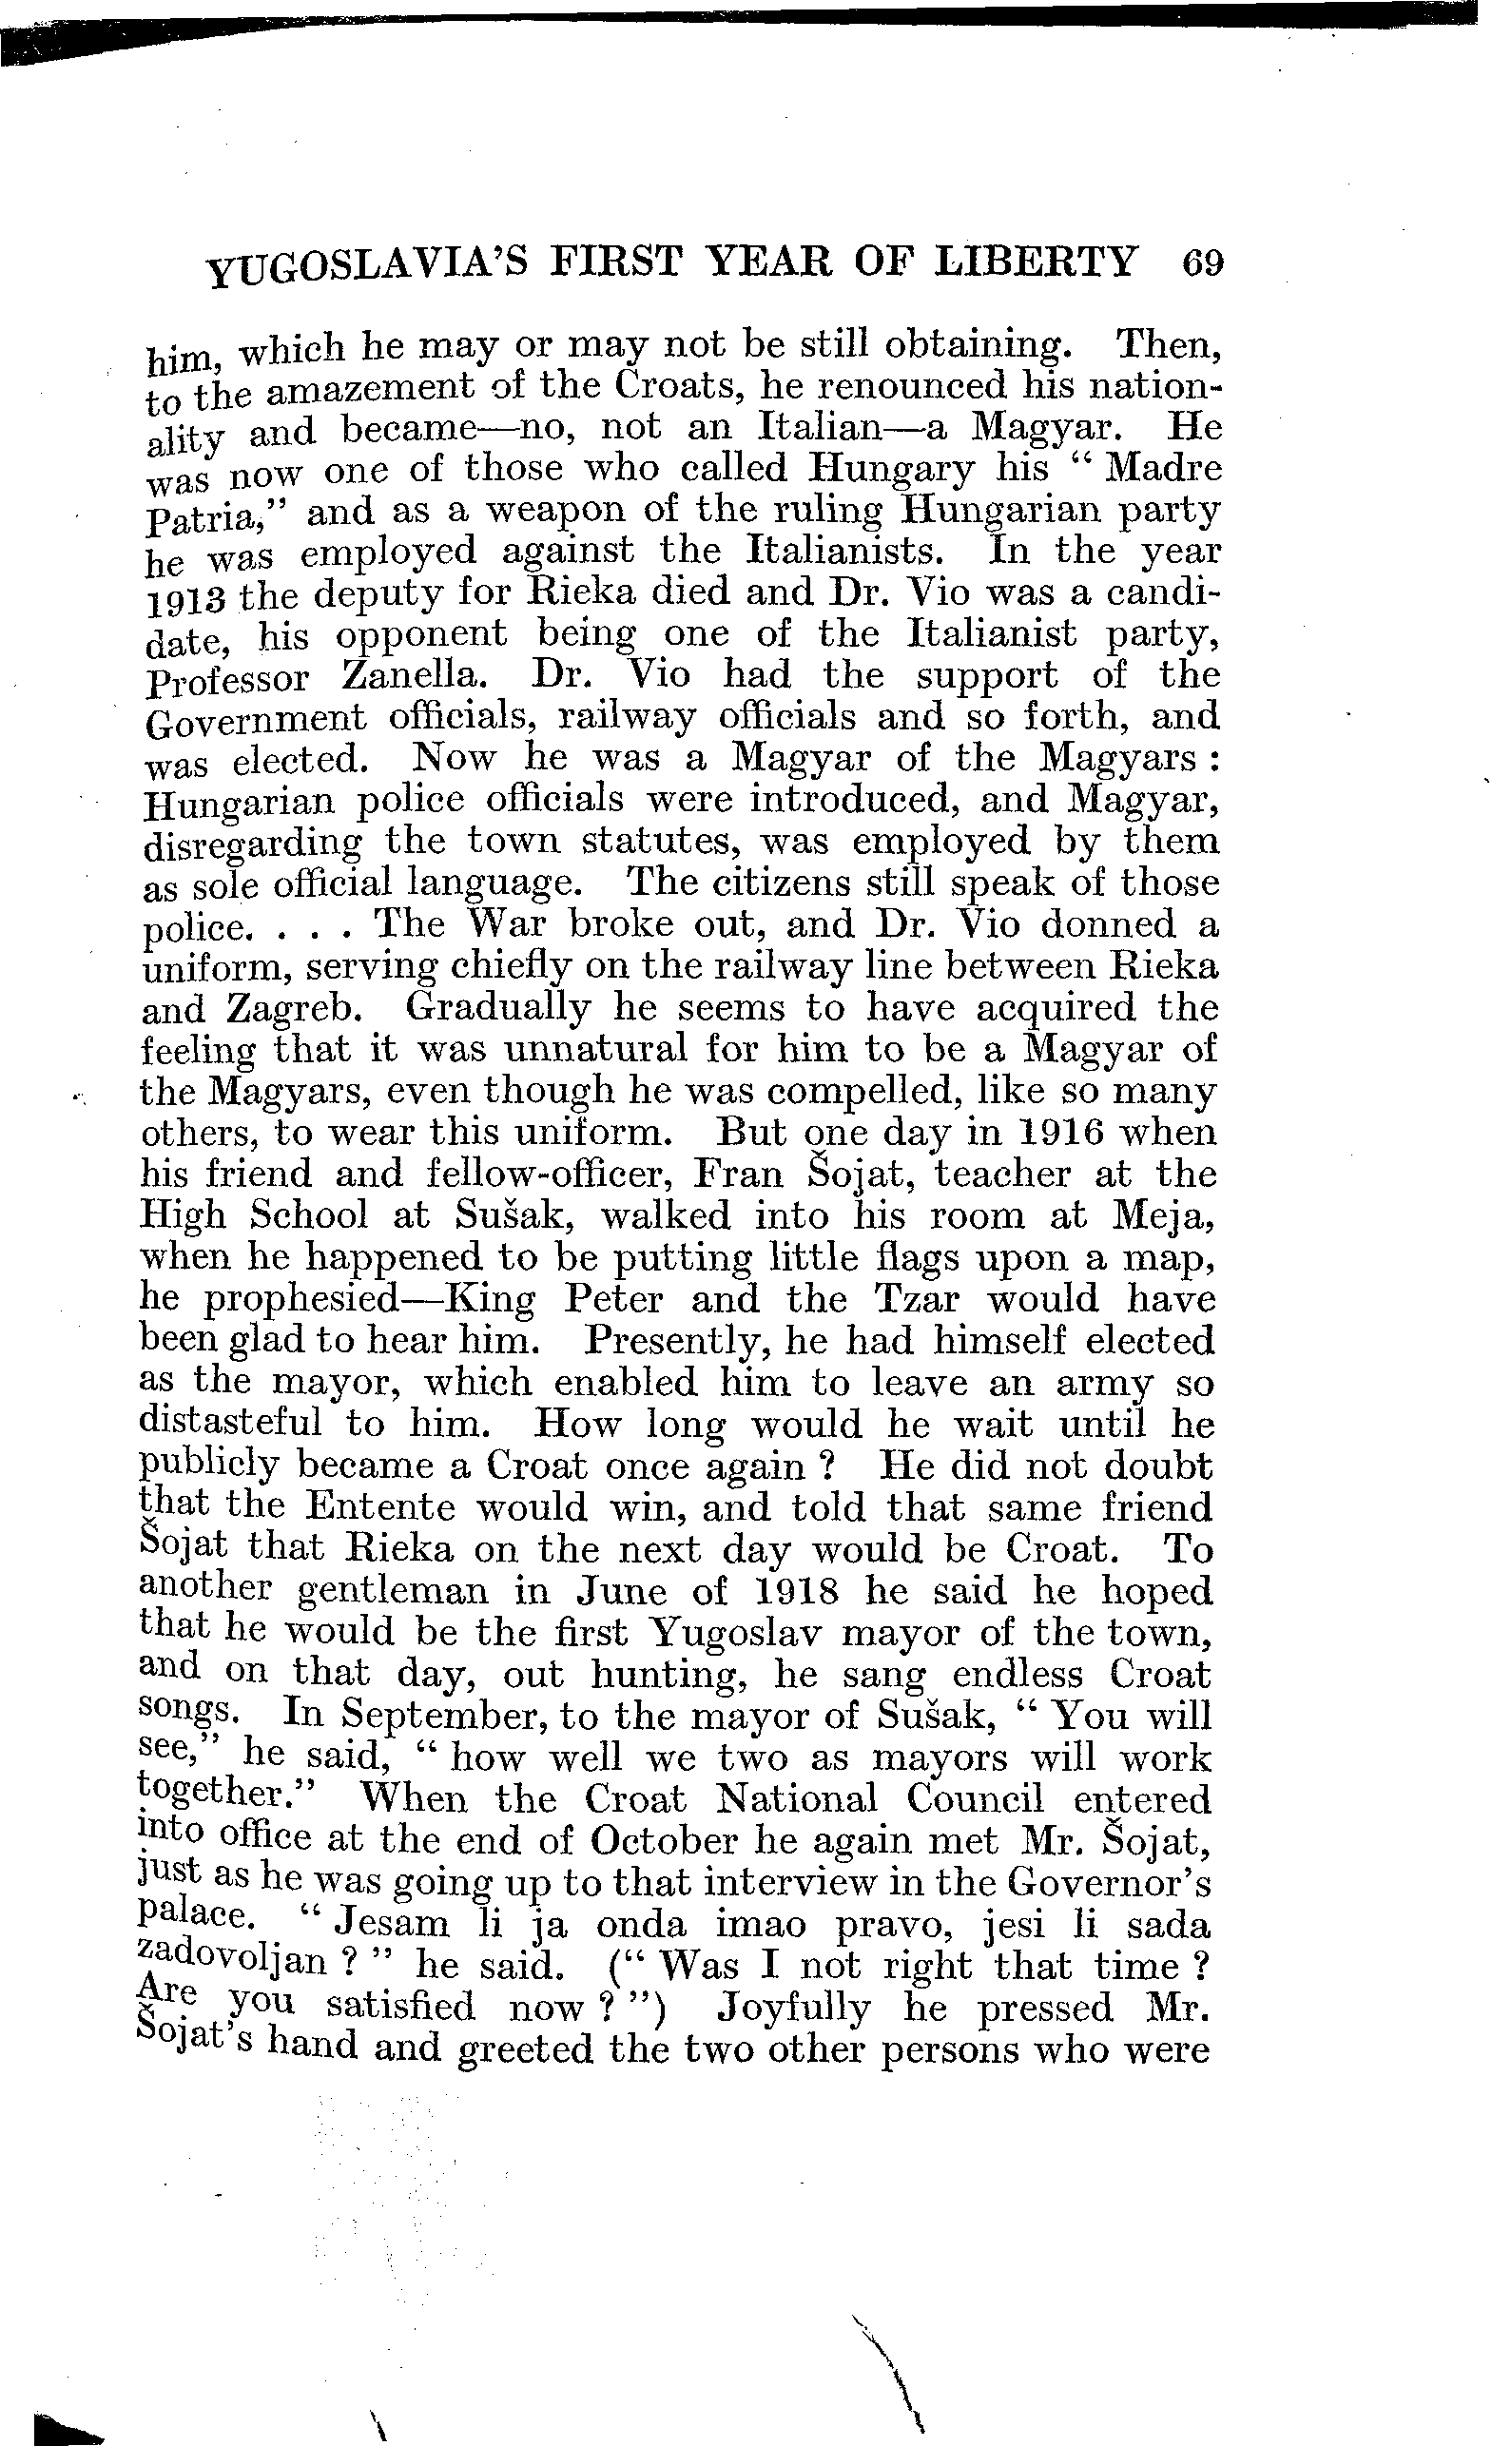 YUGOSLAVIA'S FIRST YEAR OF LIBERTY 69
him, which he may or may not be still obtaining. Then,
to the amazement of the Croats, he renounced his nation-
ality and became—no, not an Italian—a Magyar. He
was now one of those who called Hungary his “ Madre
Patria,” and as a weapon of the ruling Hungarian party
he was employed against the Italianists. In the year
1913 the deputy for Rieka died and Dr. Vio was a candi-
date, his opponent being one of the Italianist party,
Professor Zanella. Dr. Vio had the support of the
Government officials, railway officials and so forth, and
was elected. Now he was a Magyar of the Magyars :
Hungarian police officials were introduced, and Magyar,
disregarding the town statutes, was employed by them
as sole official language. The citizens still speak of those
police. . . . The War broke out, and Dr. Vio donned a
uniform, serving chiefly on the railway line between Rieka
and Zagreb. Gradually he seems to have acquired the
feeling that it was unnatural for him to be a Magyar of
the Magyars, even though he was compelled, like so many
others, to wear this uniform. But one day in 1916 when
his friend and fellow-officer, Fran Šojat, teacher at the
High School at Sušak, walked into his room at Meja,
when he happened to be putting little flags upon a map,
he prophesied—King Peter and the Tzar would have
been glad to hear him. Presently, he had himself elected
as the mayor, which enabled him to leave an army so
distasteful to him. How long would he wait until he
publicly became a Croat once again ? He did not doubt
that the Entente would win, and told that same friend
Šojat that Rieka on the next day would be Croat. To
another gentleman in June of 1918 he said he hoped
that he would be the first Yugoslav mayor of the town,
and on that day, out hunting, he sang endless Croat
songs. In September, to the mayor of Sušak, “ You will
see,” he said, “ how well we two as mayors will work
together.” When the Croat National Council entered
into office at the end of October he again met Mr. Šojat,
just as he was going up to that interview in the Governor's
palace. “ Jesam li ja onda imao pravo, jesi li sada
zadovoljan ? ” he said. (“ Was I not right that time ?
Are you satisfied now ? ”) Joyfully he pressed Mr.
Šojat's hand and greeted the two other persons who were